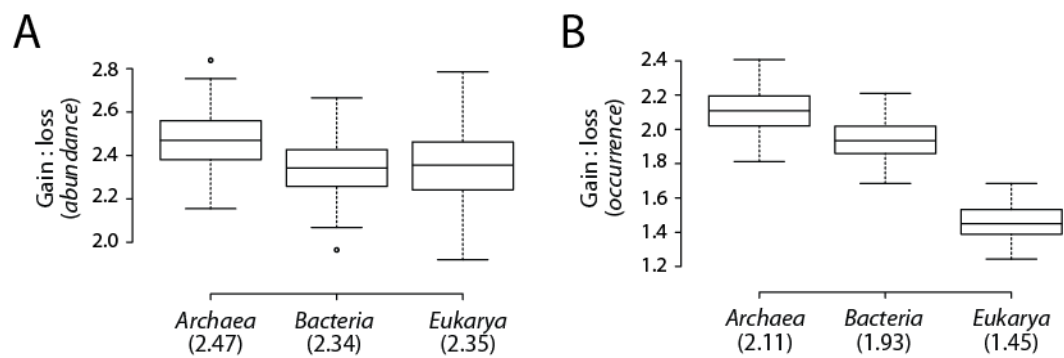 A
Gain : loss
(abundance)
2.8
2.6
2.4
2.2
2.0
Archaea
(2.47)
Bacteria
(2.34)
Eukarya
(2.35)
B
Gain : loss
(occurrence)
2.4
2.2
2.0
1.8
1.6
1.4
1.2
Archaea
(2.11)
Bacteria
(1.93)
Eukarya
(1.45)